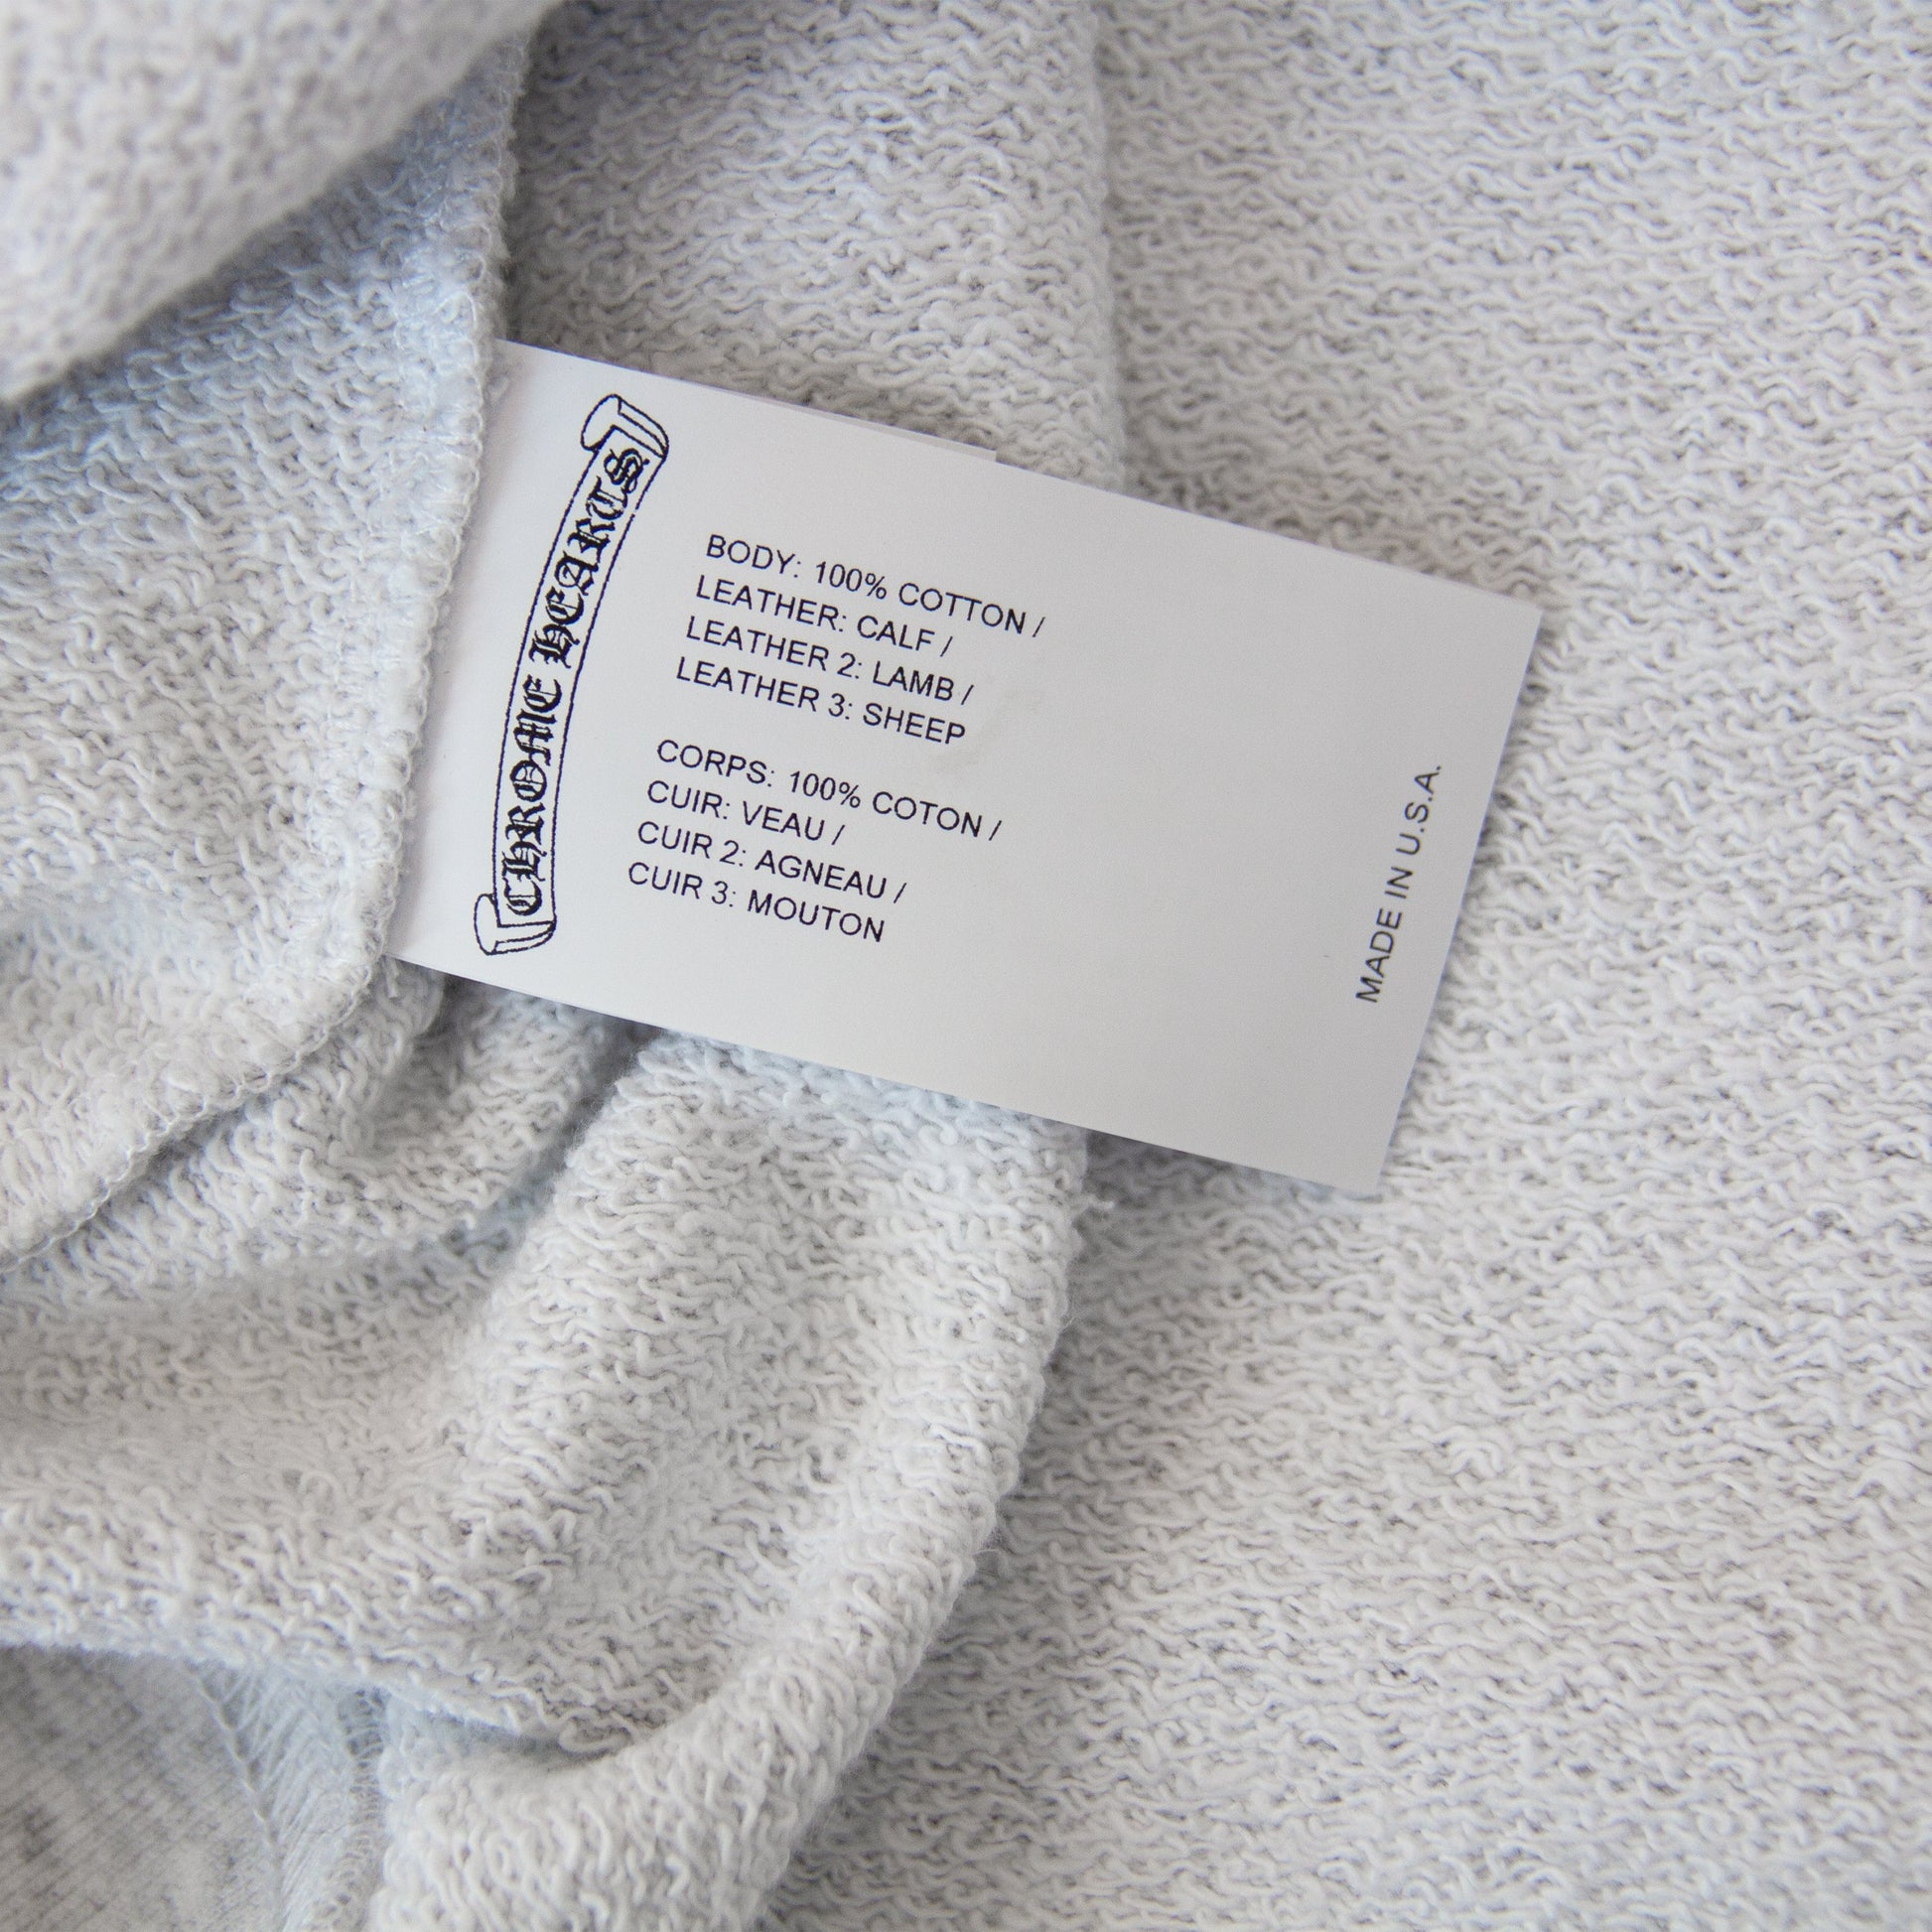 CHROME HEARTS
BODY: 100% COTTON /
LEATHER: CALF /
LEATHER 2: LAMB /
LEATHER 3: SHEEP
CORPS: 100% COTON /
CUIR: VEAU /
CUIR 2: AGNEAU /
CUIR 3: MOUTON
MADE IN U.S.A.